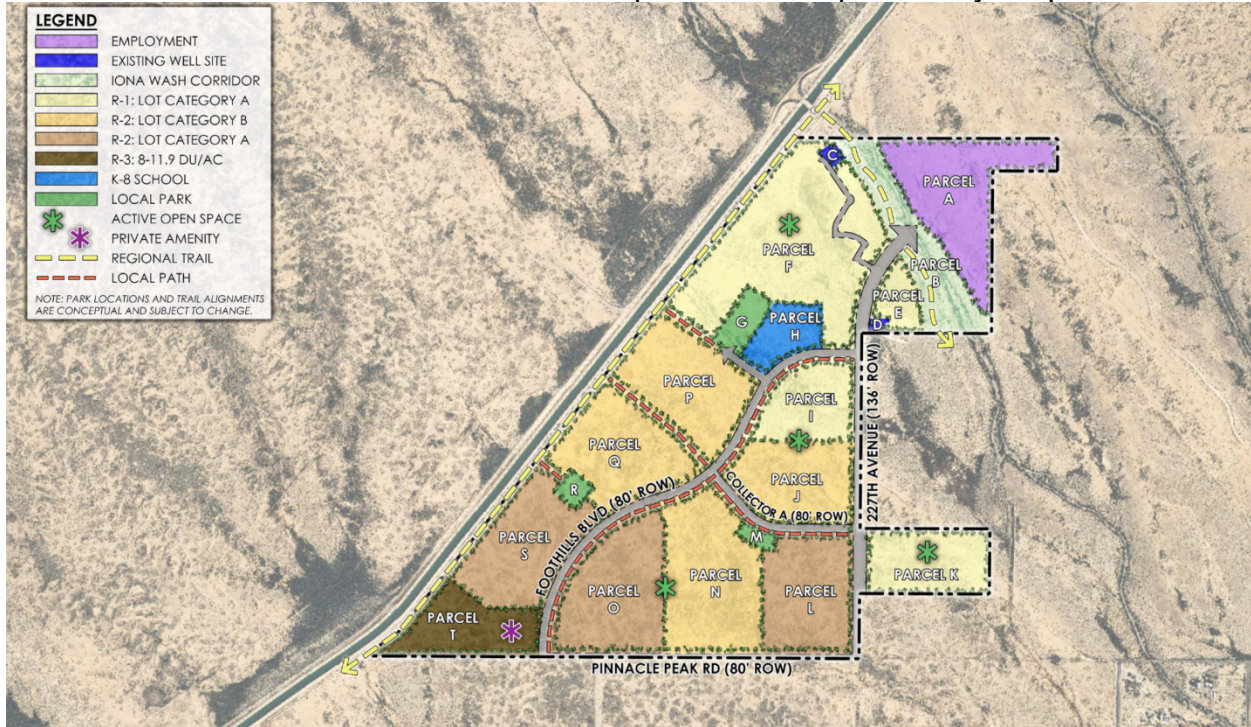 LEGEND
EMPLOYMENT
EXISTING WELL SITE
IONA WASH CORRIDOR
R-1: LOT CATEGORY A
R-2: LOT CATEGORY B
R-2: LOT CATEGORY A
R-3: 8-11.9 DU/AC
K-8 SCHOOL
LOCAL PARK
ACTIVE OPEN SPACE
PRIVATE AMENITY
REGIONAL TRAIL
LOCAL PATH
NOTE: PARK LOCATIONS AND TRAIL ALIGNMENTS
ARE CONCEPTUAL AND SUBJECT TO CHANGE.
C
PARCEL
A
PARCEL
F
PARCEL
B
PARCEL
E
D
G
PARCEL
H
PARCEL
P
PARCEL
I
227TH AVENUE (136' ROW)
PARCEL
Q
PARCEL
J
COLLECTOR A (80' ROW)
R
FOOTHILLS BLVD (80' ROW)
M
PARCEL
S
PARCEL K
PARCEL
O
PARCEL
N
PARCEL
L
PARCEL
T
PINNACLE PEAK RD (80' ROW)